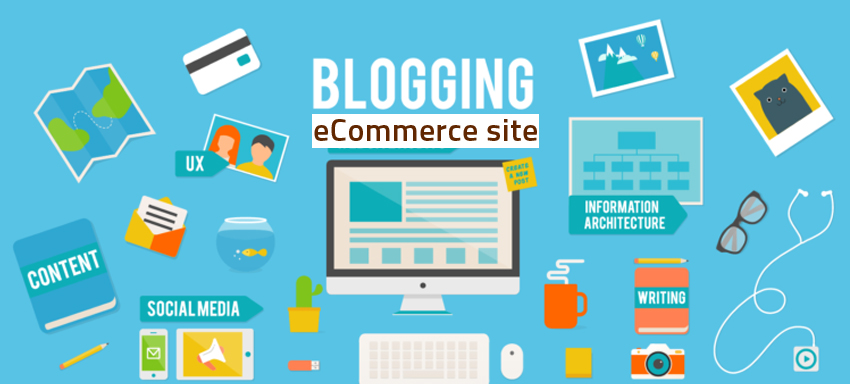 BLOGGING
eCommerce site
UX
CREATE
A NEW
POST
INFORMATION
ARCHITECTURE
CONTENT
SOCIAL MEDIA
WRITING